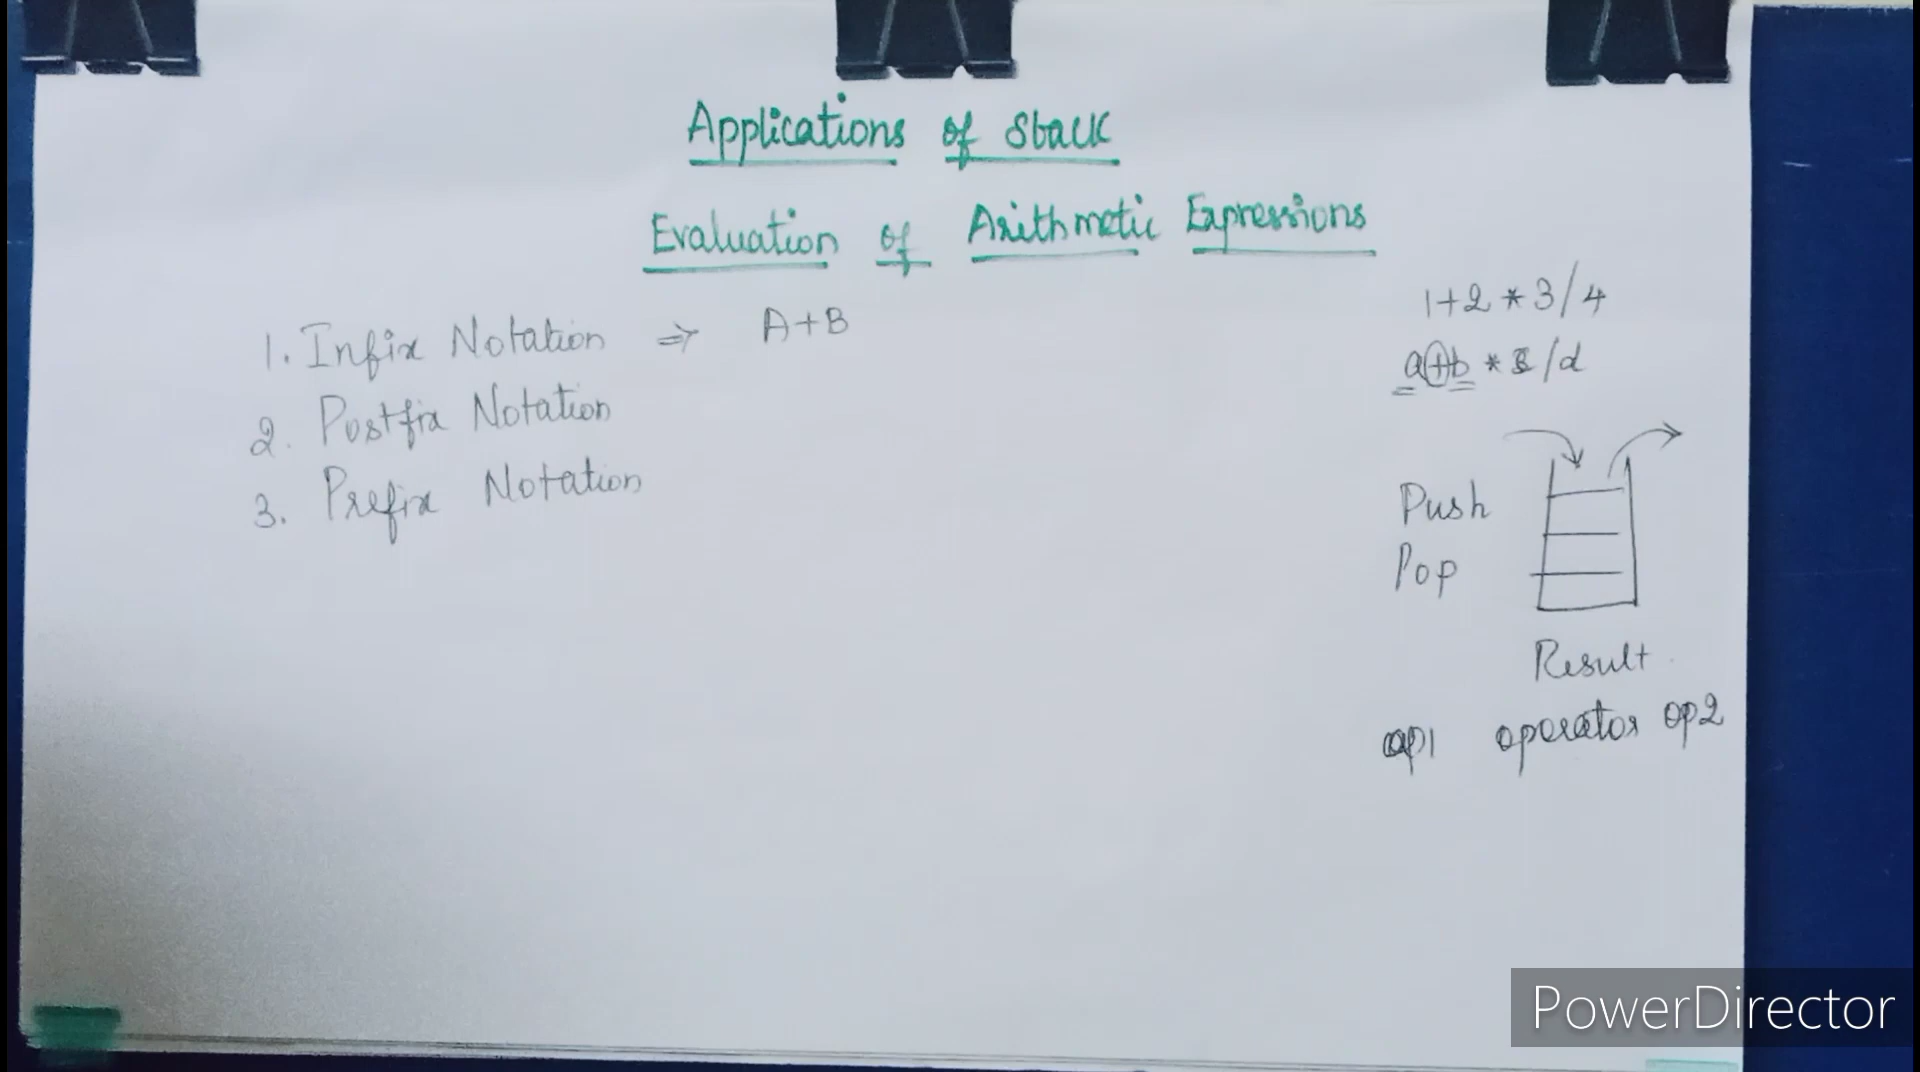 Applications of Stack
Evaluation of Arithmetic Expressions
1. Infix Notation ⇒ A+B
2. Postfix Notation
3. Prefix Notation
1+2*3/4
a+b * /d
Push
Pop
Result
op1 operator op2
PowerDirector